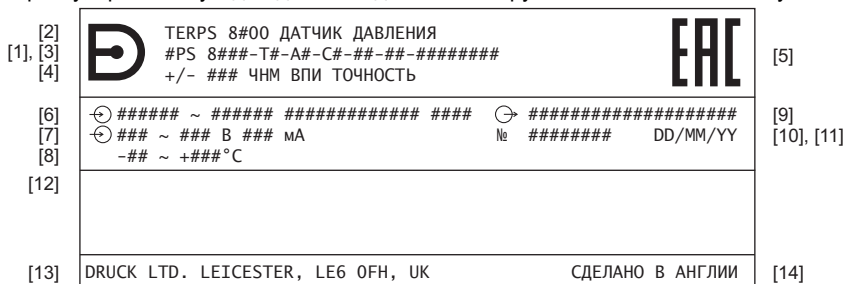 [2] TERPS 8#00 ДАТЧИК ДАВЛЕНИЯ
[1], [3] #PS 8###-T#-A#-C#-##-##-######## EAC [5]
[4] +/- ### ЧНМ ВПИ ТОЧНОСТЬ
[6] ###### ~ ###### ############# #### #################### [9]
[7] ### ~ ### В ### мА № ######## DD/MM/YY [10], [11]
[8] -## ~ +###°C
[12]
[13] DRUCK LTD. LEICESTER, LE6 0FH, UK СДЕЛАНО В АНГЛИИ [14]